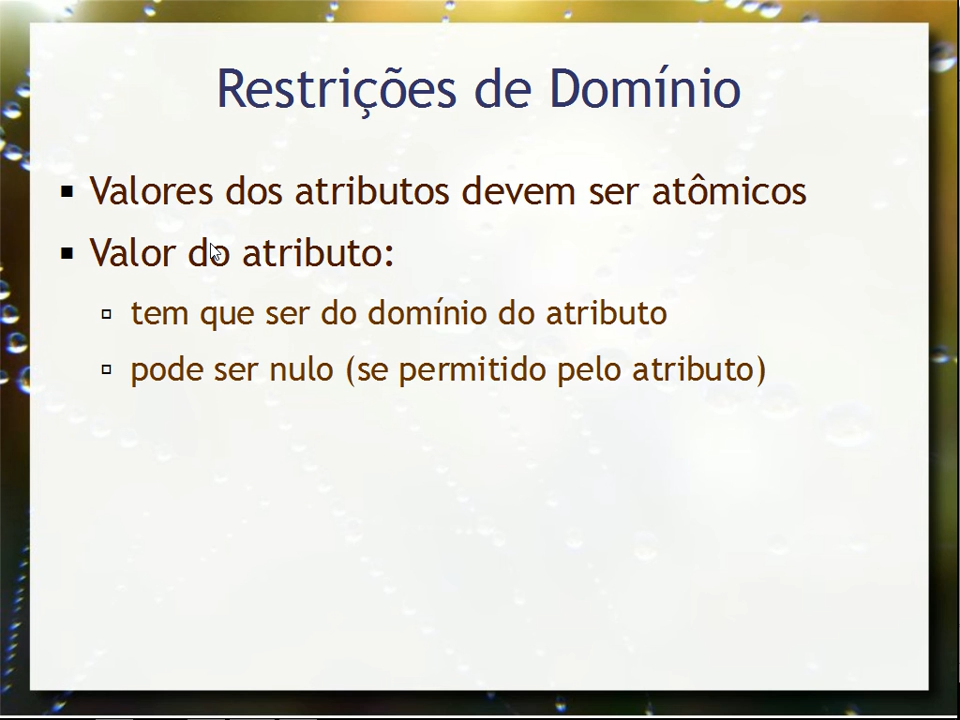 Restrições de Domínio
Valores dos atributos devem ser atômicos
Valor do atributo:
tem que ser do domínio do atributo
pode ser nulo (se permitido pelo atributo)